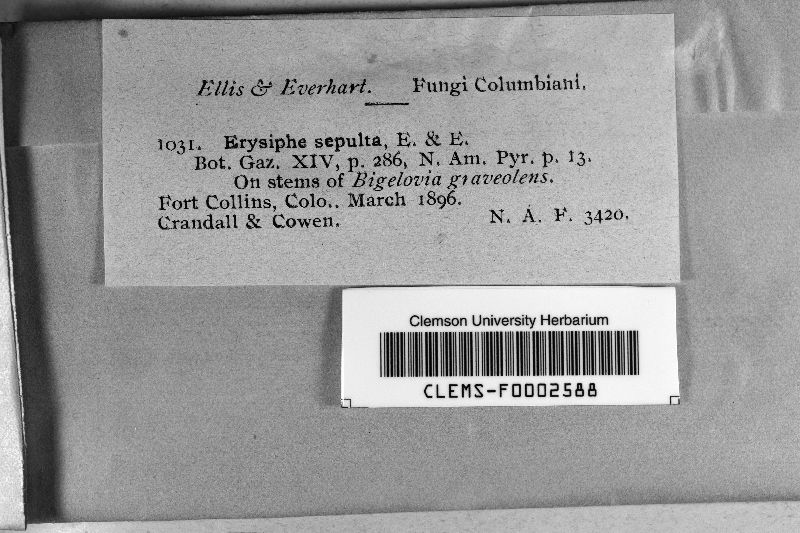 Ellis & Everhart. Fungi Columbiani.
1031. Erysiphe sepulta, E. & E.
Bot. Gaz. XIV, p. 286, N. Am. Pyr. p. 13.
On stems of Bigelovia graveolens.
Fort Collins, Colo., March 1896.
Crandall & Cowen. N. A. F. 3420.
Clemson University Herbarium
CLEMS-F0002588